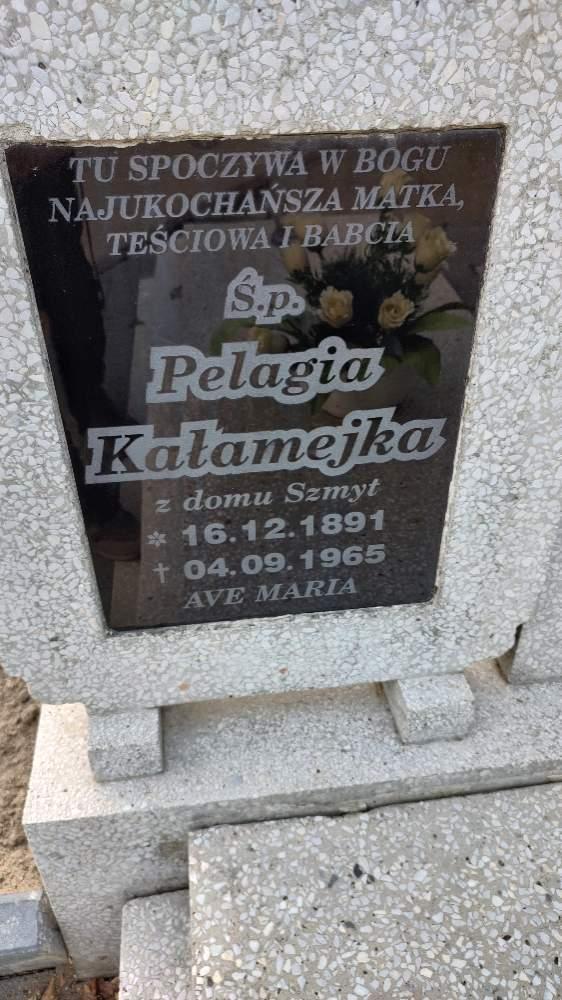 TU SPOCZYWA W BOGU
NAJUKOCHAŃSZA MATKA,
TEŚCIOWA I BABCIA
Ś.p.
Pelagia
Kałamejka
z domu Szmyt
* 16.12.1891
† 04.09.1965
AVE MARIA